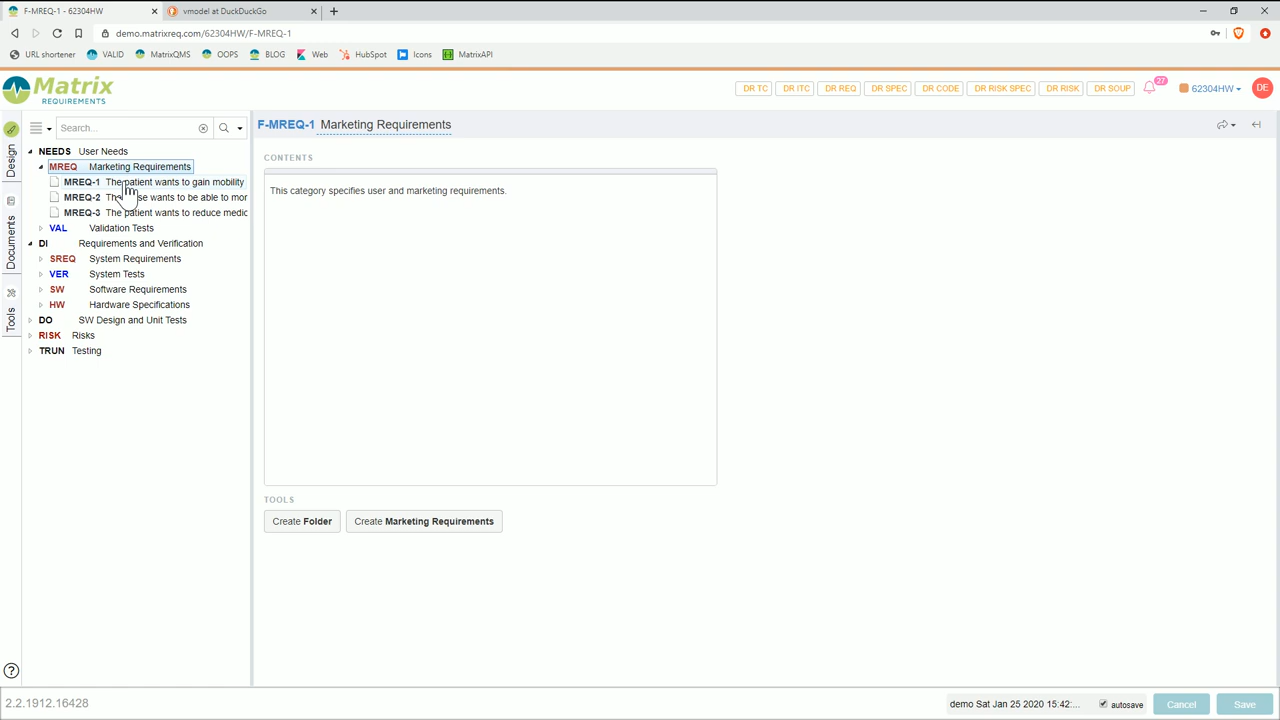 F-MREQ-1 - 62304HW
vmodel at DuckDuckGo
demo.matrixreq.com/62304HW/F-MREQ-1
URL shortener VALID MatrixQMS OOPS BLOG Web HubSpot Icons MatrixAPI
Matrix
REQUIREMENTS
DR TC DR ITC DR REQ DR SPEC DR CODE DR RISK SPEC DR RISK DR SOUP 27 62304HW DE
Design
Documents
Tools
Search...
NEEDS User Needs
MREQ Marketing Requirements
MREQ-1 The patient wants to gain mobility
MREQ-2 wants to be able to mor
MREQ-3 The patient wants to reduce medic
VAL Validation Tests
DI Requirements and Verification
SREQ System Requirements
VER System Tests
SW Software Requirements
HW Hardware Specifications
DO SW Design and Unit Tests
RISK Risks
TRUN Testing
F-MREQ-1 Marketing Requirements
CONTENTS
This category specifies user and marketing requirements.
TOOLS
Create Folder Create Marketing Requirements
?
2.2.1912.16428
demo Sat Jan 25 2020 15:42:... autosave Cancel Save